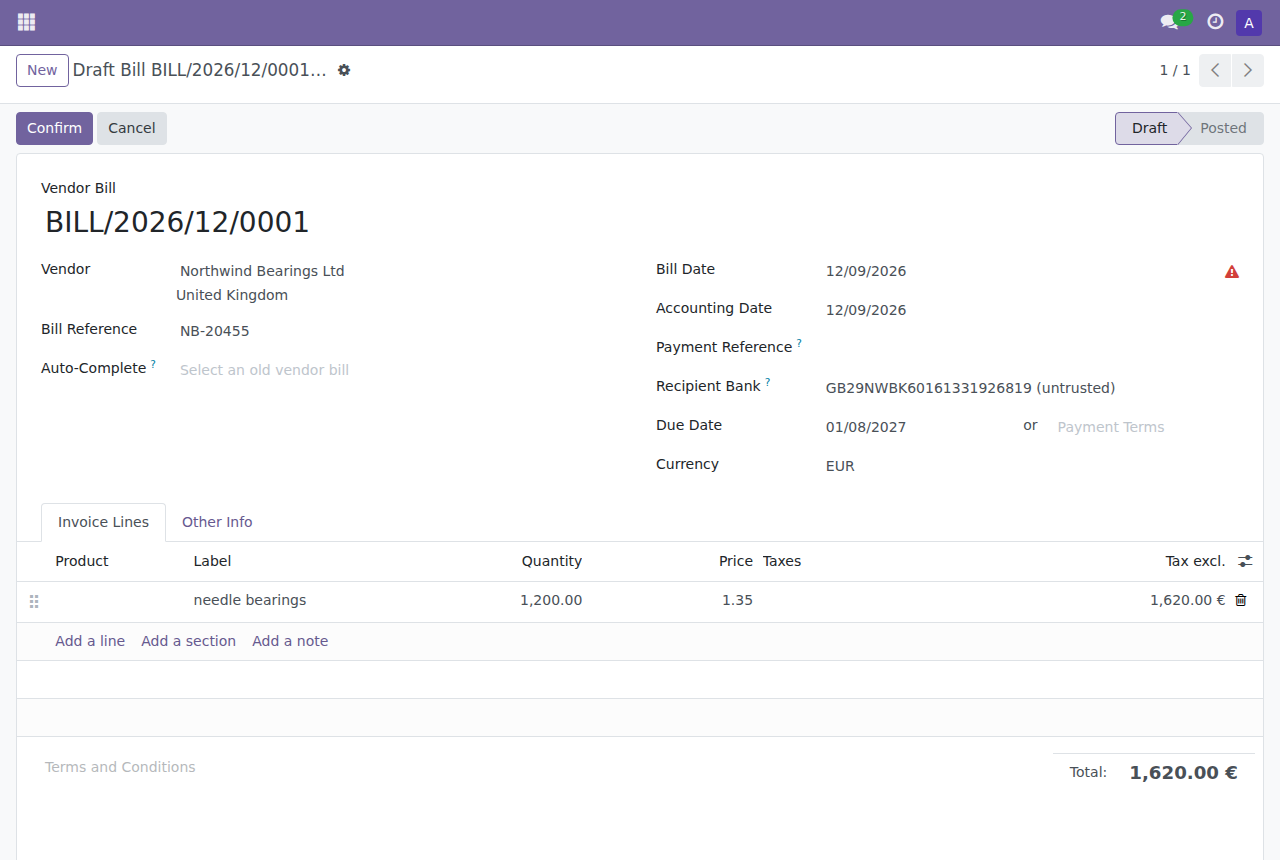 2
A
New
Draft Bill BILL/2026/12/0001...
1 / 1
Confirm
Cancel
Draft
Posted
Vendor Bill
BILL/2026/12/0001
Vendor
Northwind Bearings Ltd
United Kingdom
Bill Reference
NB-20455
Auto-Complete ?
Select an old vendor bill
Bill Date
12/09/2026
Accounting Date
12/09/2026
Payment Reference ?
Recipient Bank ?
GB29NWBK60161331926819 (untrusted)
Due Date
01/08/2027
or
Payment Terms
Currency
EUR
Invoice Lines
Other Info
Product
Label
Quantity
Price
Taxes
Tax excl.
needle bearings
1,200.00
1.35
1,620.00 €
Add a line
Add a section
Add a note
Terms and Conditions
Total:
1,620.00 €